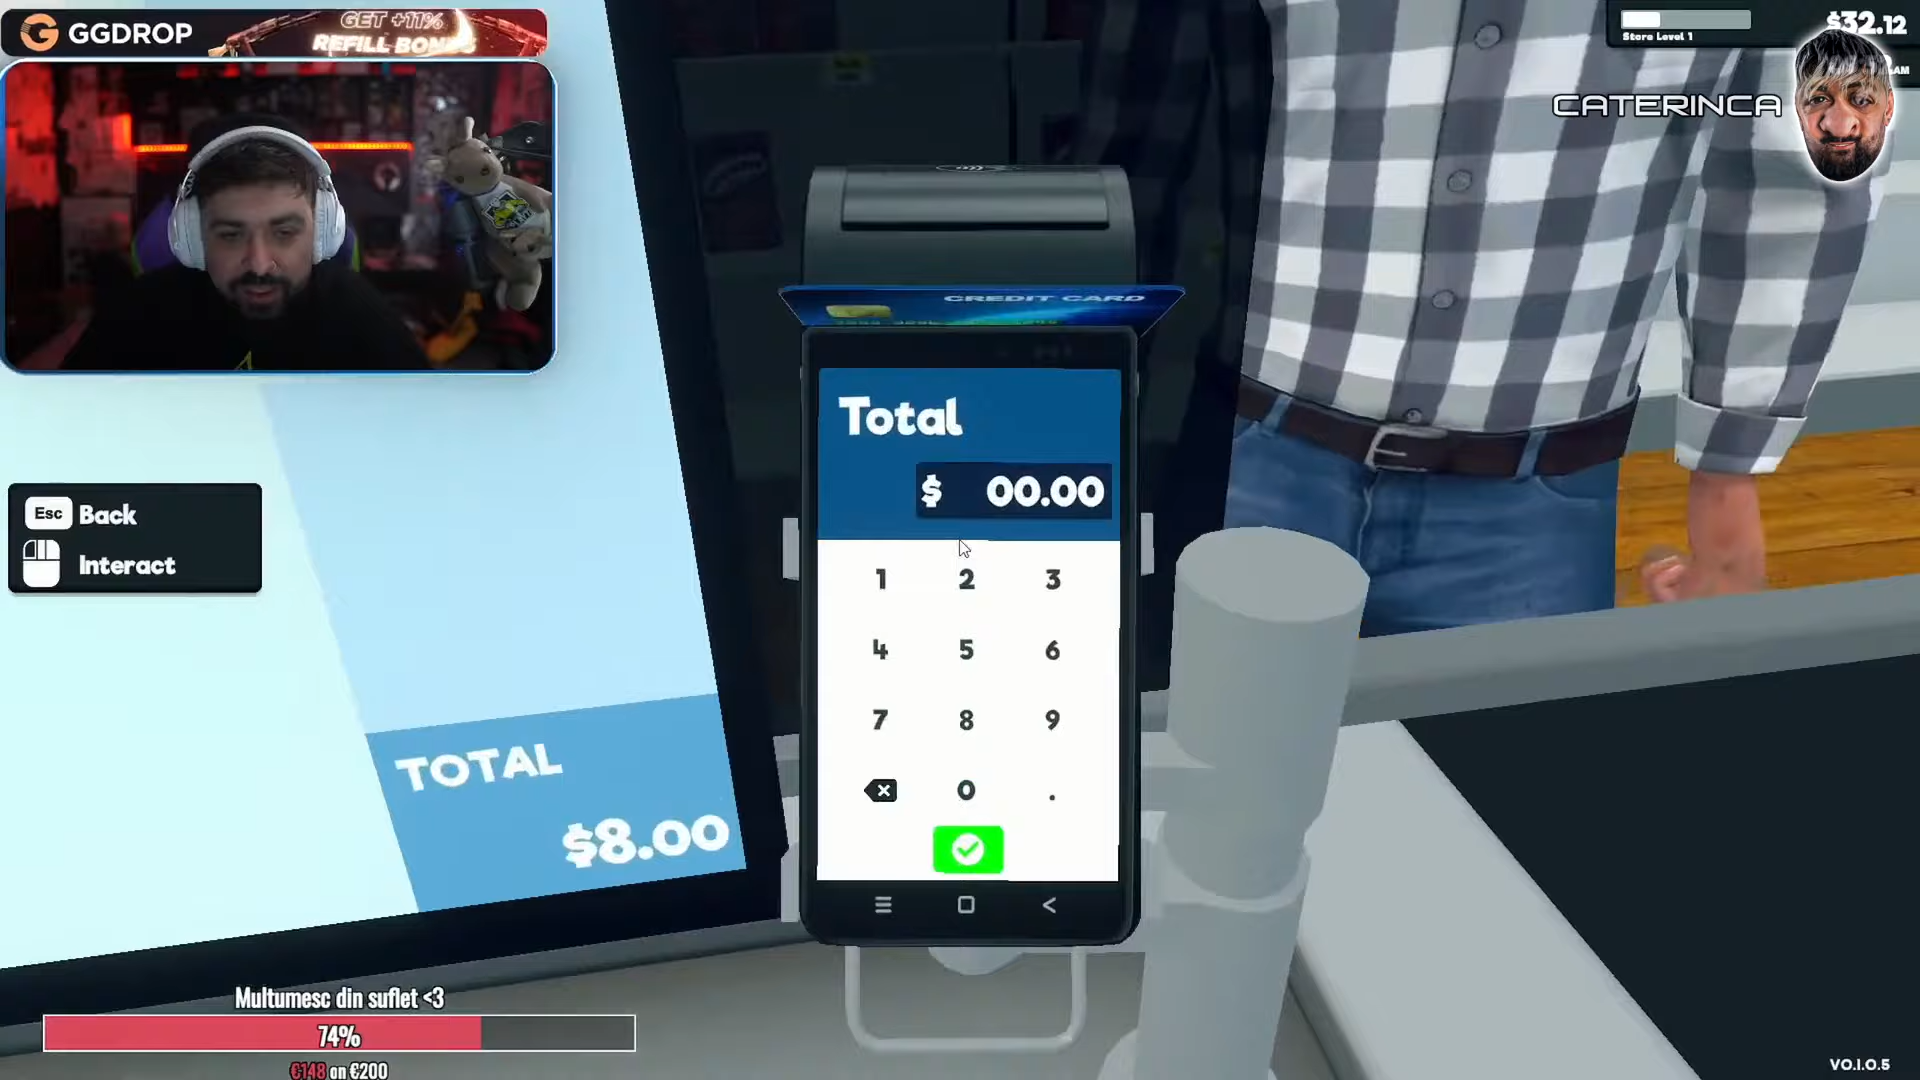 GGDROP
GET +11%
REFILL BONUS
Store Level 1
$32.12
AM
CATERINCA
CREDIT CARD
Total
$ 00.00
Esc Back
Interact
1 2 3
4 5 6
7 8 9
0 .
TOTAL
$8.00
Multumesc din suflet <3
74%
€148 on €200
V0.1.0.5